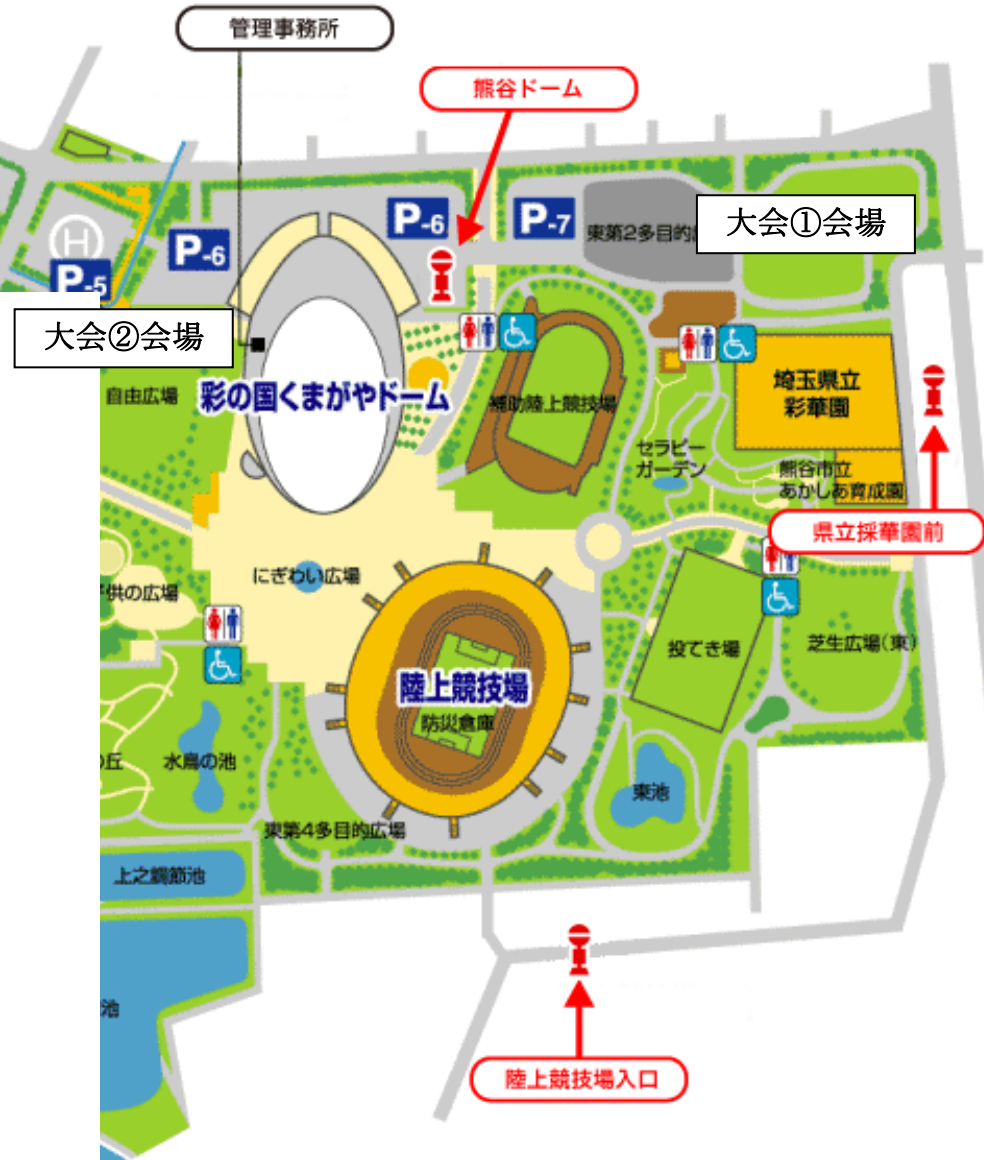 管理事務所
熊谷ドーム
P-6
P-7
東第2多目的
大会①会場
H
P-6
P-5
大会②会場
自由広場
彩の国くまがやドーム
補助陸上競技場
埼玉県立
彩華園
セラピー
ガーデン
熊谷市立
あかしあ育成園
県立採華園前
にぎわい広場
供の広場
投てき場
芝生広場(東)
陸上競技場
防災倉庫
の丘
水鳥の池
東池
東第4多目的広場
上之調節池
池
陸上競技場入口